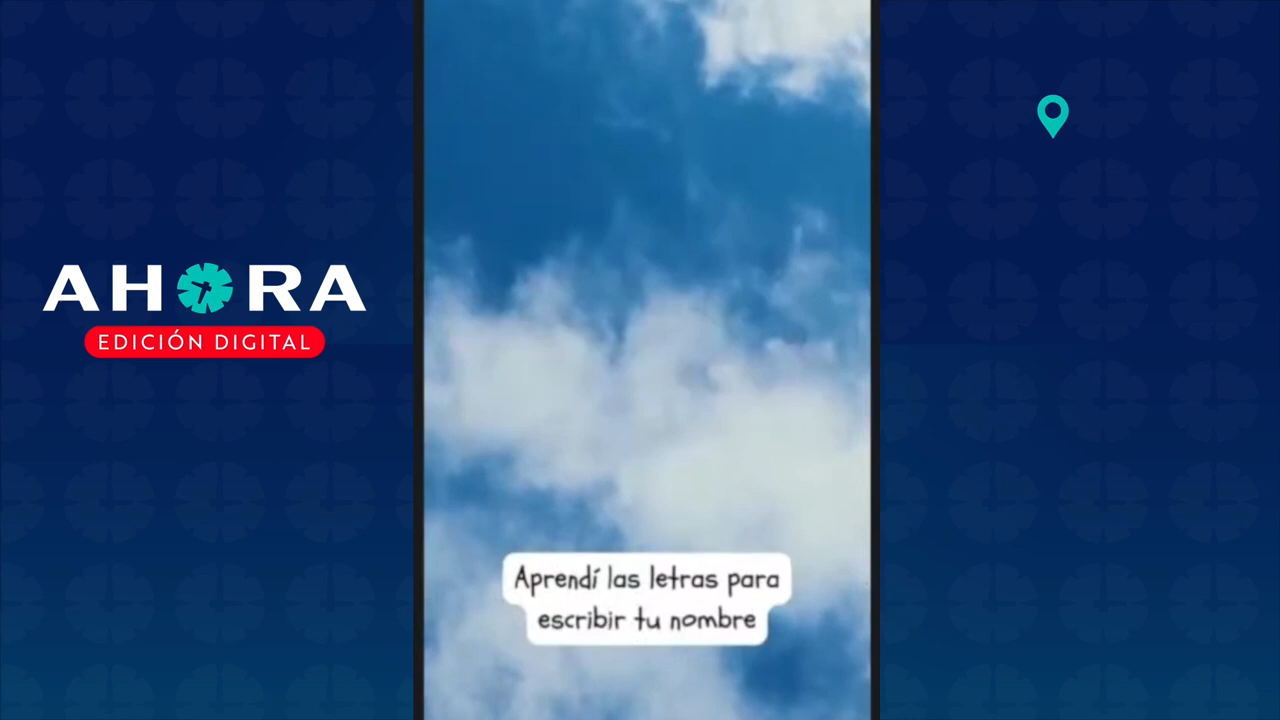 AHORA
EDICIÓN DIGITAL
Aprendí las letras para
escribir tu nombre